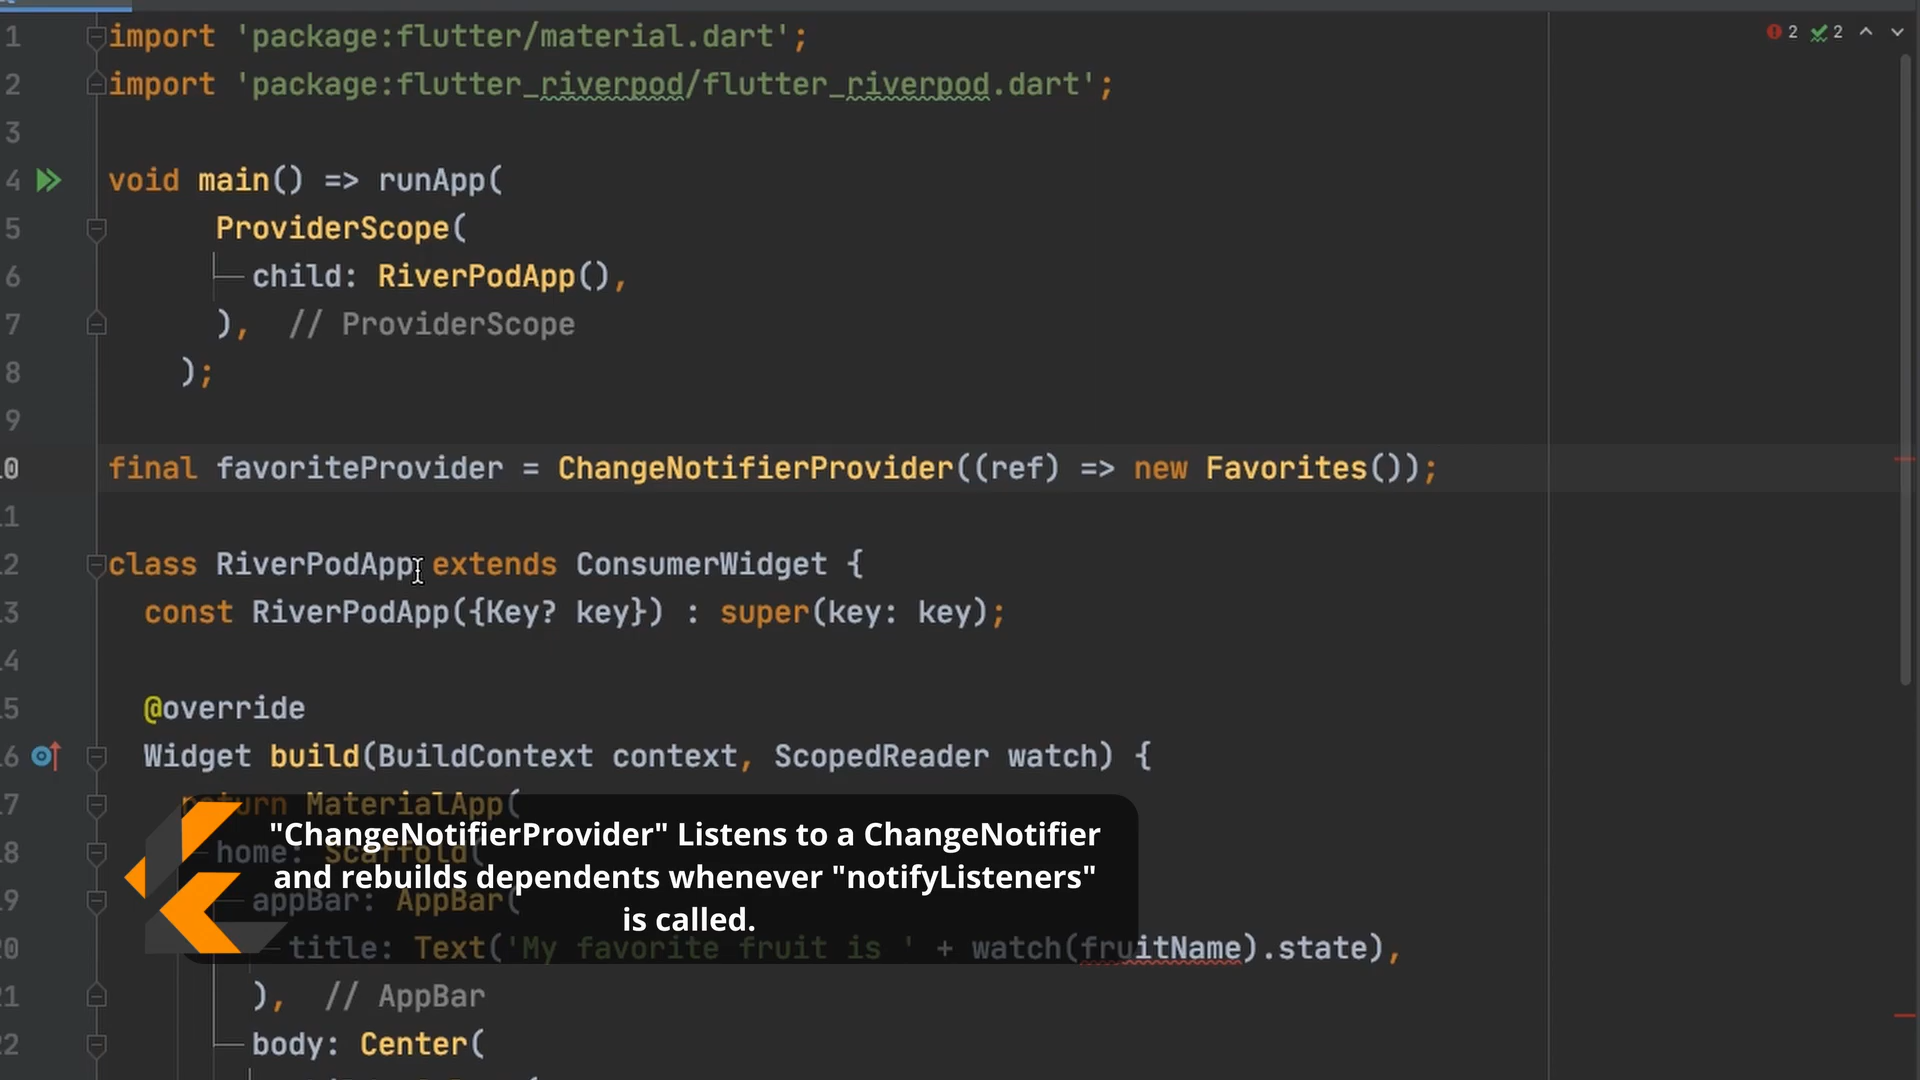 1 import 'package:flutter/material.dart';
2 import 'package:flutter_riverpod/flutter_riverpod.dart';
3
4 void main() => runApp(
5 ProviderScope(
6 child: RiverPodApp(),
7 ), // ProviderScope
8 );
9
0 final favoriteProvider = ChangeNotifierProvider((ref) => new Favorites());
1
2 class RiverPodApp extends ConsumerWidget {
3 const RiverPodApp({Key? key}) : super(key: key);
4
5 @override
6 Widget build(BuildContext context, ScopedReader watch) {
7 return MaterialApp(
8 home: Scaffold(
9 appBar: AppBar(
20 title: Text('My favorite fruit is ' + watch(fruitName).state),
21 ), // AppBar
22 body: Center(
2 2
"ChangeNotifierProvider" Listens to a ChangeNotifier
and rebuilds dependents whenever "notifyListeners"
is called.